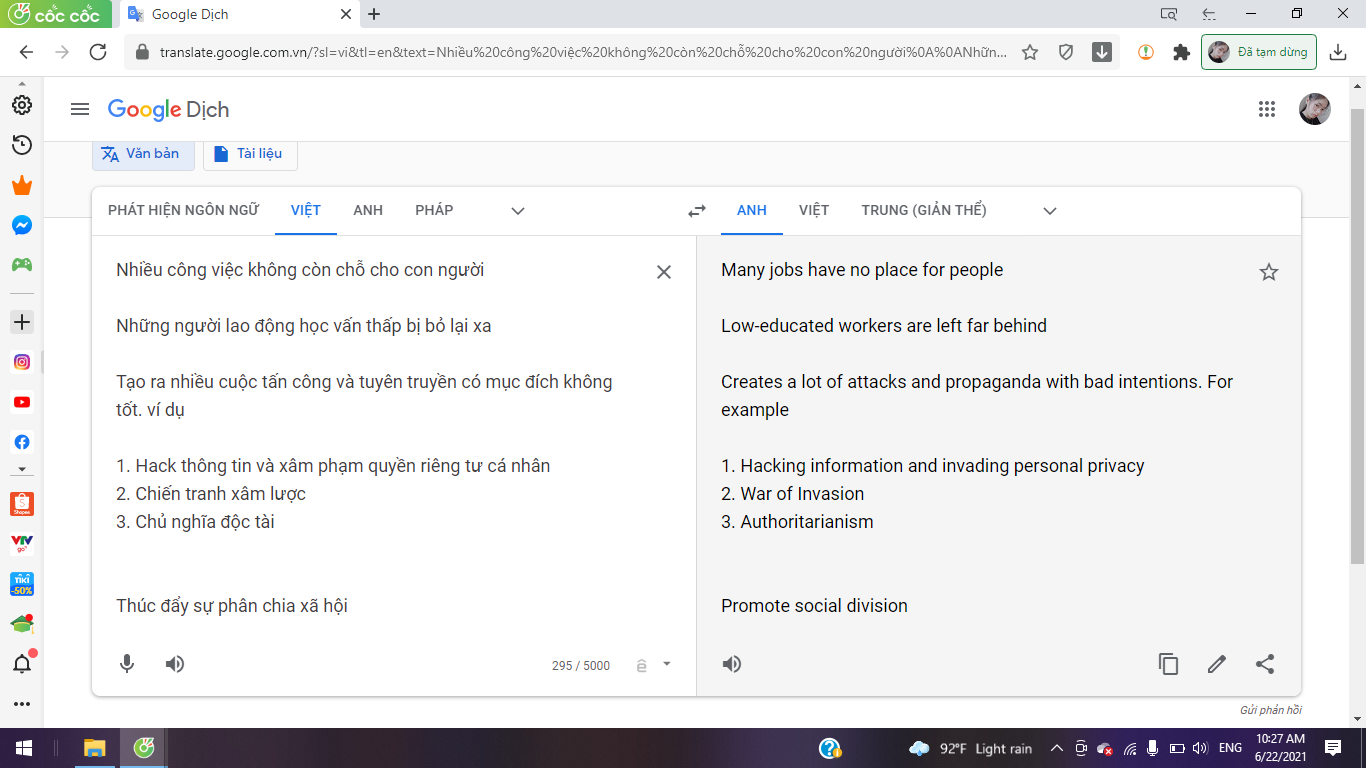 cốc cốc
Google Dịch
translate.google.com.vn/?sl=vi&tl=en&text=Nhiều%20công%20việc%20không%20còn%20chỗ%20cho%20con%20người%0A%0ANhữn...
Đã tạm dừng
Google Dịch
Văn bản
Tài liệu
PHÁT HIỆN NGÔN NGỮ VIỆT ANH PHÁP
ANH VIỆT TRUNG (GIẢN THỂ)
Nhiều công việc không còn chỗ cho con người
Những người lao động học vấn thấp bị bỏ lại xa
Tạo ra nhiều cuộc tấn công và tuyên truyền có mục đích không
tốt. ví dụ
1. Hack thông tin và xâm phạm quyền riêng tư cá nhân
2. Chiến tranh xâm lược
3. Chủ nghĩa độc tài
Thúc đẩy sự phân chia xã hội
295 / 5000
Many jobs have no place for people
Low-educated workers are left far behind
Creates a lot of attacks and propaganda with bad intentions. For
example
1. Hacking information and invading personal privacy
2. War of Invasion
3. Authoritarianism
Promote social division
Gửi phản hồi
Shopee
VTV
go
TIKI
-50%
92°F Light rain
ENG
10:27 AM
6/22/2021